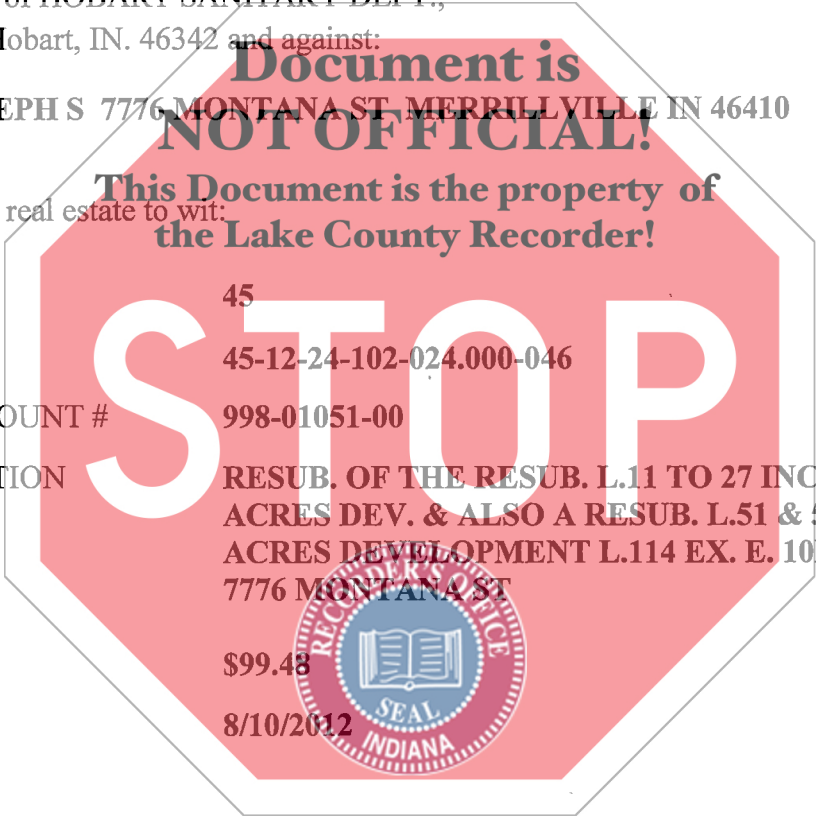 HOBART SANITARY DEPT.,
Hobart, IN. 46342 and against:
Document is
EPH S 7776 MONTANA ST MERRILLVILLE IN 46410
NOT OFFICIAL!
This Document is the property of
real estate to wit:
the Lake County Recorder!
45
STOP
45-12-24-102-024.000-046
OUNT # 998-01051-00
TION RESUB. OF THE RESUB. L.11 TO 27 INC
ACRES DEV. & ALSO A RESUB. L.51 &
ACRES DEVELOPMENT L.114 EX. E. 10
7776 MONTANA ST
RECORDER'S OFFICE
$99.48
SEAL
8/10/2012
INDIANA